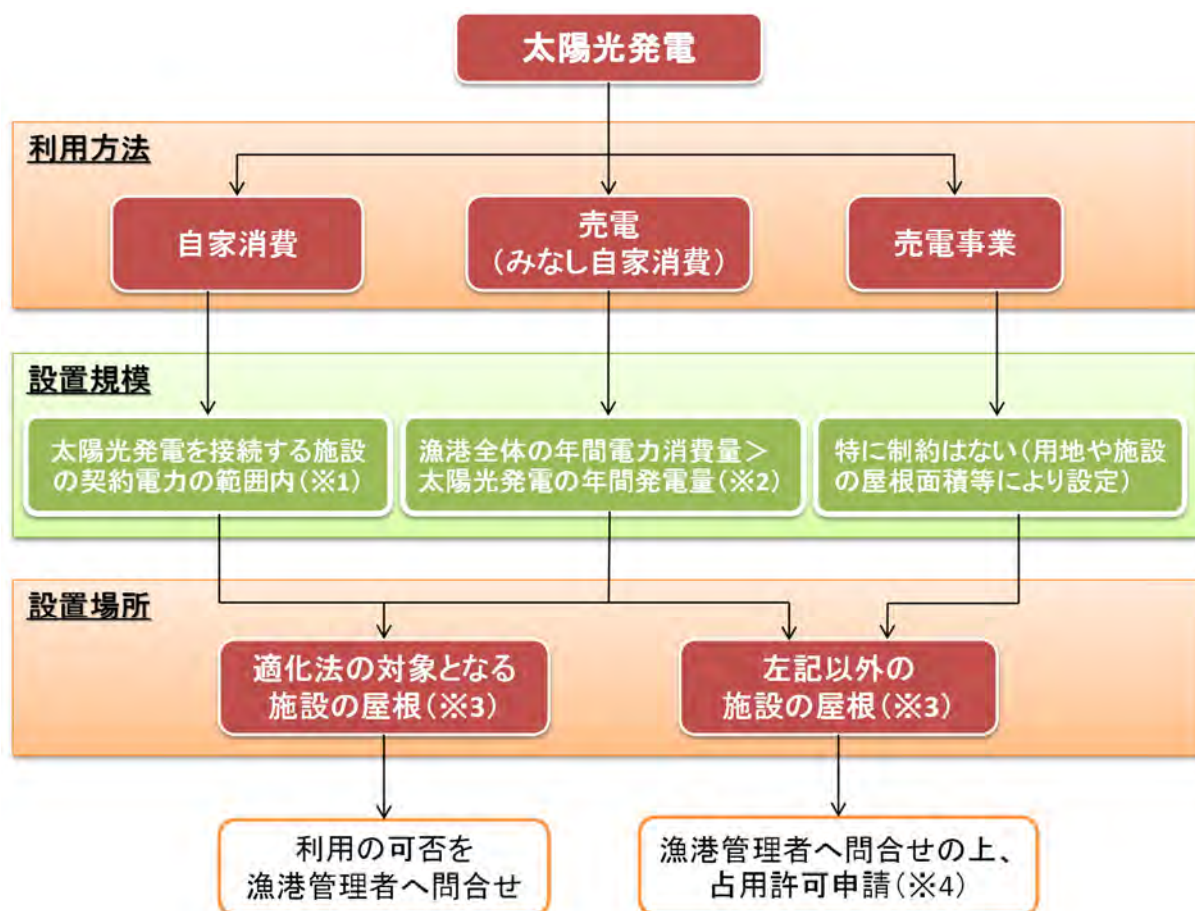 太陽光発電
利用方法
自家消費
売電
（みなし自家消費）
売電事業
設置規模
太陽光発電を接続する施設
の契約電力の範囲内（※1）
漁港全体の年間電力消費量＞
太陽光発電の年間発電量（※2）
特に制約はない（用地や施設
の屋根面積等により設定）
設置場所
適化法の対象となる
施設の屋根（※3）
左記以外の
施設の屋根（※3）
利用の可否を
漁港管理者へ問合せ
漁港管理者へ問合せの上、
占用許可申請（※4）